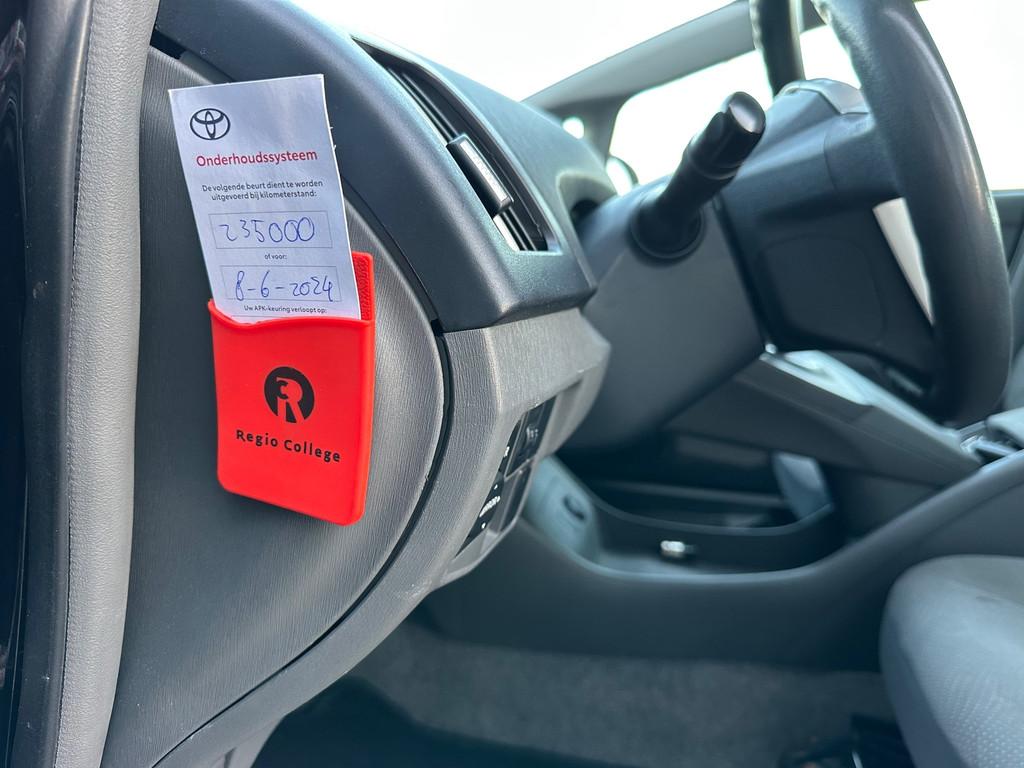 Onderhoudssysteem
De volgende beurt dient te worden
uitgevoerd bij kilometerstand:
235000
of voor:
8-6-2024
Uw APK-keuring verloopt op:
R
Regio College